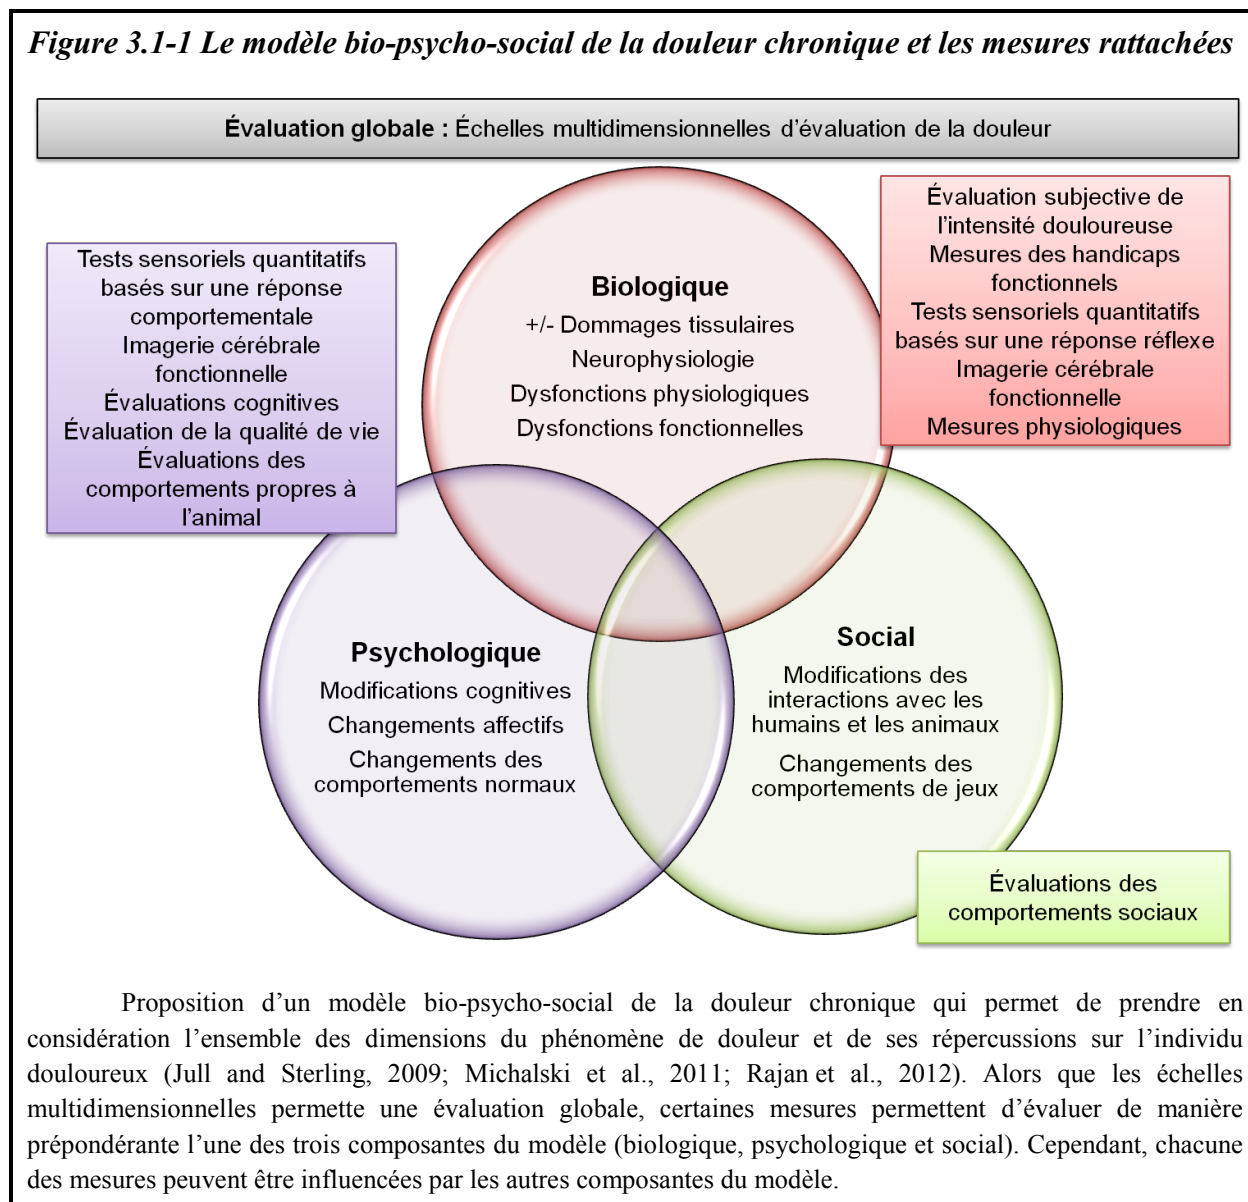 Figure 3.1-1 Le modèle bio-psycho-social de la douleur chronique et les mesures rattachées
Évaluation globale : Échelles multidimensionnelles d’évaluation de la douleur
Tests sensoriels quantitatifs
basés sur une réponse
comportementale
Imagerie cérébrale
fonctionnelle
Évaluations cognitives
Évaluation de la qualité de vie
Évaluations des
comportements propres à
l’animal
Biologique
+/- Dommages tissulaires
Neurophysiologie
Dysfonctions physiologiques
Dysfonctions fonctionnelles
Évaluation subjective de
l’intensité douloureuse
Mesures des handicaps
fonctionnels
Tests sensoriels quantitatifs
basés sur une réponse réflexe
Imagerie cérébrale
fonctionnelle
Mesures physiologiques
Psychologique
Modifications cognitives
Changements affectifs
Changements des
comportements normaux
Social
Modifications des
interactions avec les
humains et les animaux
Changements des
comportements de jeux
Évaluations des
comportements sociaux
Proposition d’un modèle bio-psycho-social de la douleur chronique qui permet de prendre en
considération l’ensemble des dimensions du phénomène de douleur et de ses répercussions sur l’individu
douloureux (Jull and Sterling, 2009; Michalski et al., 2011; Rajan et al., 2012). Alors que les échelles
multidimensionnelles permette une évaluation globale, certaines mesures permettent d’évaluer de manière
prépondérante l’une des trois composantes du modèle (biologique, psychologique et social). Cependant, chacune
des mesures peuvent être influencées par les autres composantes du modèle.